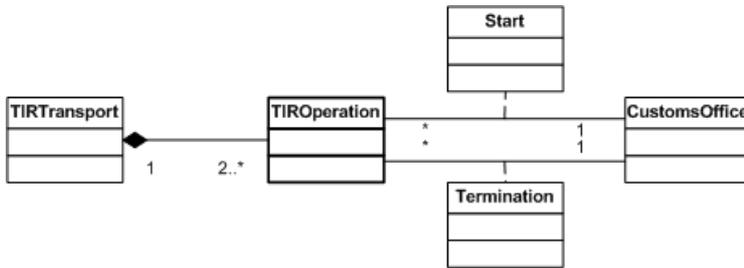 Start
TIRTransport
TIROperation
CustomsOffice
* 1
* 1
1 2..*
Termination